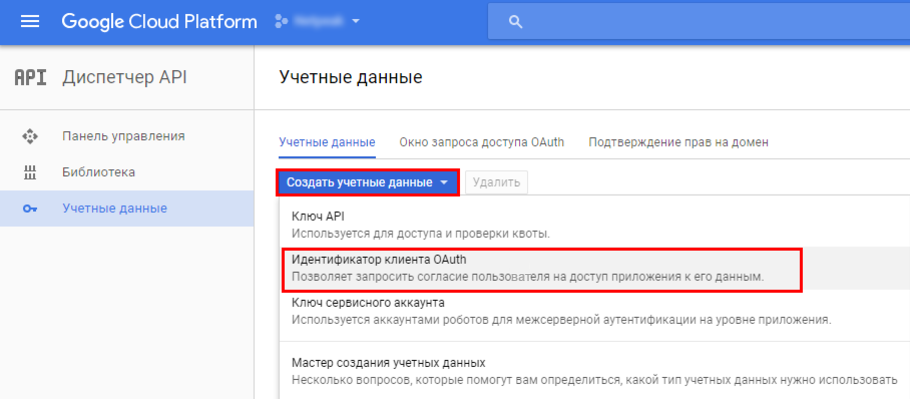 Google Cloud Platform
API Диспетчер API
Учетные данные
Панель управления
Библиотека
Учетные данные
Учетные данные Окно запроса доступа OAuth Подтверждение прав на домен
Создать учетные данные Удалить
Ключ API
Используется для доступа и проверки квоты.
Идентификатор клиента OAuth
Позволяет запросить согласие пользователя на доступ приложения к его данным.
Ключ сервисного аккаунта
Используется аккаунтами роботов для межсерверной аутентификации на уровне приложения.
Мастер создания учетных данных
Несколько вопросов, которые помогут вам определиться, какой тип учетных данных нужно использовать